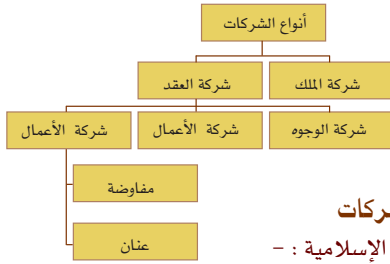 أنواع الشركات
شركة الملك
شركة العقد
شركة الوجوه
شركة الأعمال
شركة الأعمال
مفاوضة
عنان
ركات
الإسلامية : -